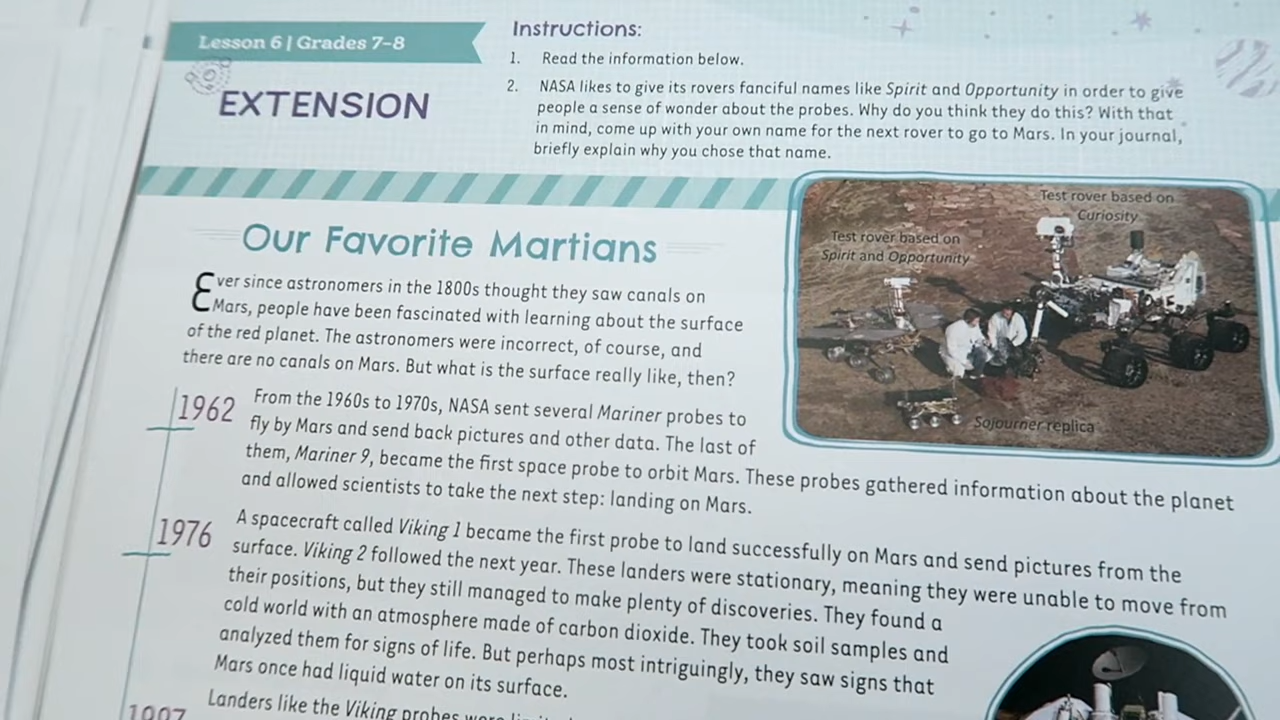 Lesson 6 | Grades 7–8
EXTENSION
Instructions:
1. Read the information below.
2. NASA likes to give its rovers fanciful names like Spirit and Opportunity in order to give
people a sense of wonder about the probes. Why do you think they do this? With that
in mind, come up with your own name for the next rover to go to Mars. In your journal,
briefly explain why you chose that name.
Our Favorite Martians
Ever since astronomers in the 1800s thought they saw canals on
Mars, people have been fascinated with learning about the surface
of the red planet. The astronomers were incorrect, of course, and
there are no canals on Mars. But what is the surface really like, then?
Test rover based on
Curiosity
Test rover based on
Spirit and Opportunity
Sojourner replica
1962
From the 1960s to 1970s, NASA sent several Mariner probes to
fly by Mars and send back pictures and other data. The last of
them, Mariner 9, became the first space probe to orbit Mars. These probes gathered information about the planet
and allowed scientists to take the next step: landing on Mars.
1976
A spacecraft called Viking 1 became the first probe to land successfully on Mars and send pictures from the
surface. Viking 2 followed the next year. These landers were stationary, meaning they were unable to move from
their positions, but they still managed to make plenty of discoveries. They found a
cold world with an atmosphere made of carbon dioxide. They took soil samples and
analyzed them for signs of life. But perhaps most intriguingly, they saw signs that
Mars once had liquid water on its surface.
1997
Landers like the Viking probes were